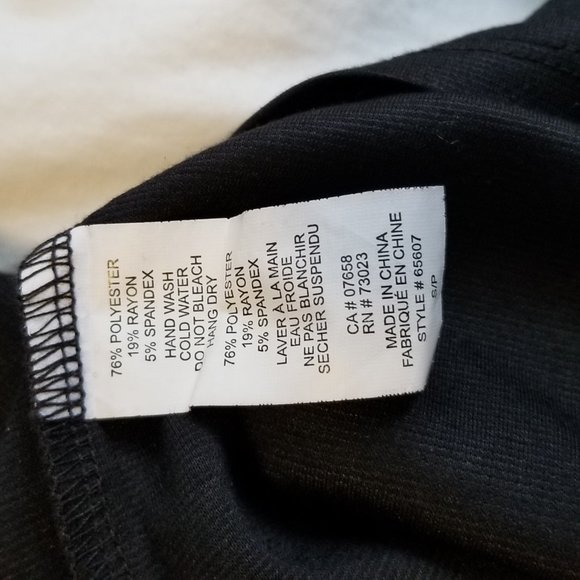 76% POLYESTER
19% RAYON
5% SPANDEX
HAND WASH
COLD WATER
DO NOT BLEACH
HANG DRY
76% POLYESTER
19% RAYON
5% SPANDEX
LAVER À LA MAIN
EAU FROIDE
NE PAS BLANCHIR
SECHER SUSPENDU
CA # 07658
RN # 73023
MADE IN CHINA
FABRIQUÉ EN CHINE
STYLE # 65607
S/P